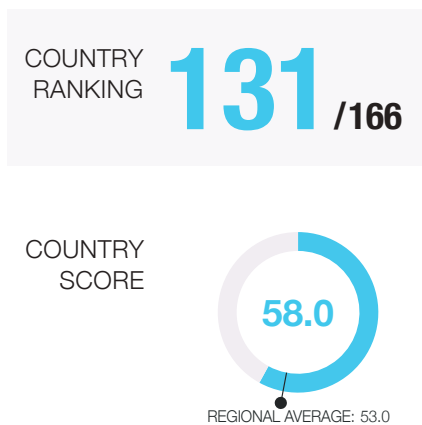 COUNTRY
RANKING
131 /166
COUNTRY
SCORE
58.0
REGIONAL AVERAGE: 53.0